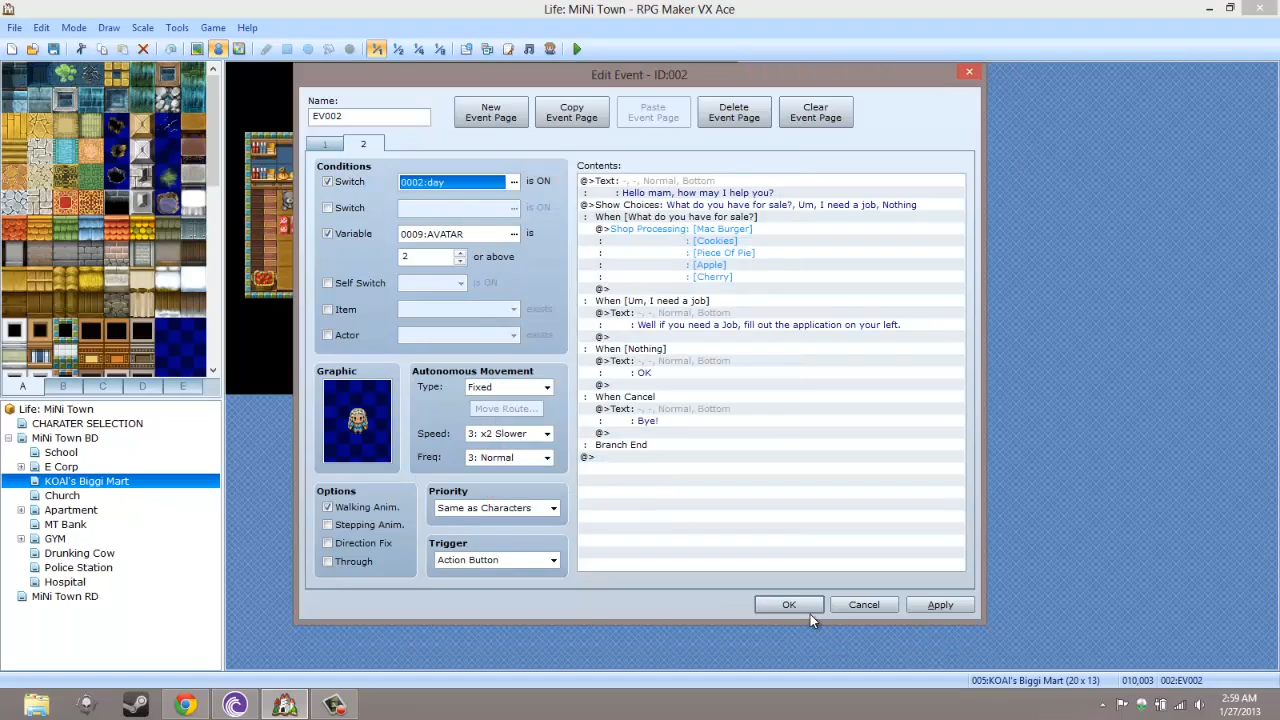 Life: MiNi Town - RPG Maker VX Ace
File Edit Mode Draw Scale Tools Game Help
Edit Event - ID:002
Name:
EV002
New Event Page
Copy Event Page
Paste Event Page
Delete Event Page
Clear Event Page
1 2
Conditions
Switch 0002:day ... is ON
Switch ... is ON
Variable 0009:AVATAR ... is
2 or above
Self Switch is ON
Item exists
Actor exists
Graphic
Autonomous Movement
Type: Fixed
Move Route...
Speed: 3: x2 Slower
Freq: 3: Normal
Options
Walking Anim.
Stepping Anim.
Direction Fix
Through
Priority
Same as Characters
Trigger
Action Button
Contents:
@>Text: -, -, Normal, Bottom
: : Hello mam, how may I help you?
@>Show Choices: What do you have for sale?, Um, I need a job, Nothing
: When [What do you have for sale?]
@>Shop Processing: [Mac Burger]
: : [Cookies]
: : [Piece Of Pie]
: : [Apple]
: : [Cherry]
@>
: When [Um, I need a job]
@>Text: -, -, Normal, Bottom
: : Well if you need a Job, fill out the application on your left.
@>
: When [Nothing]
@>Text: -, -, Normal, Bottom
: : OK
@>
: When Cancel
@>Text: -, -, Normal, Bottom
: : Bye!
@>
: Branch End
@>
OK Cancel Apply
A B C D E
Life: MiNi Town
CHARATER SELECTION
MiNi Town BD
School
E Corp
KOAl's Biggi Mart
Church
Apartment
MT Bank
GYM
Drunking Cow
Police Station
Hospital
MiNi Town RD
005:KOAl's Biggi Mart (20 x 13) 010,003 002:EV002
2:59 AM
1/27/2013